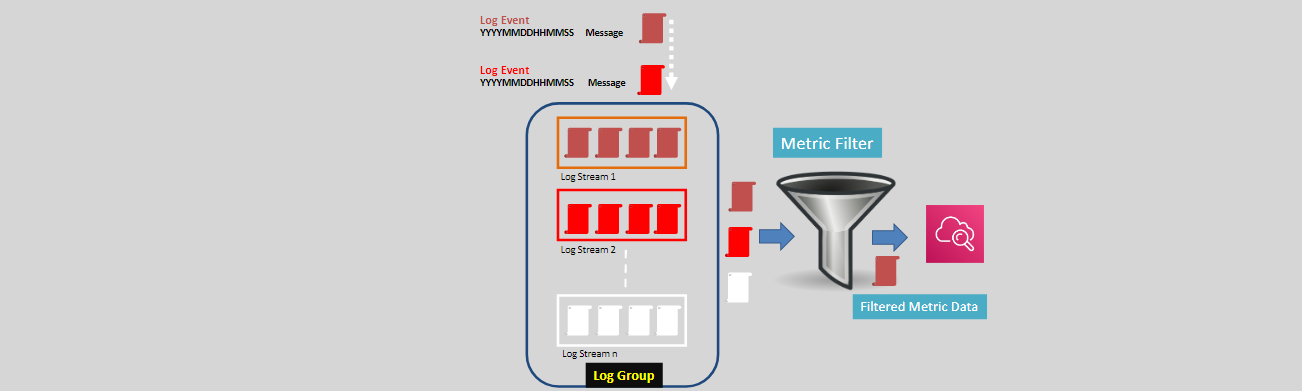 Log Event
YYYYMMDDHHMMSS Message
Log Event
YYYYMMDDHHMMSS Message
Log Stream 1
Log Stream 2
Log Stream n
Log Group
Metric Filter
Filtered Metric Data